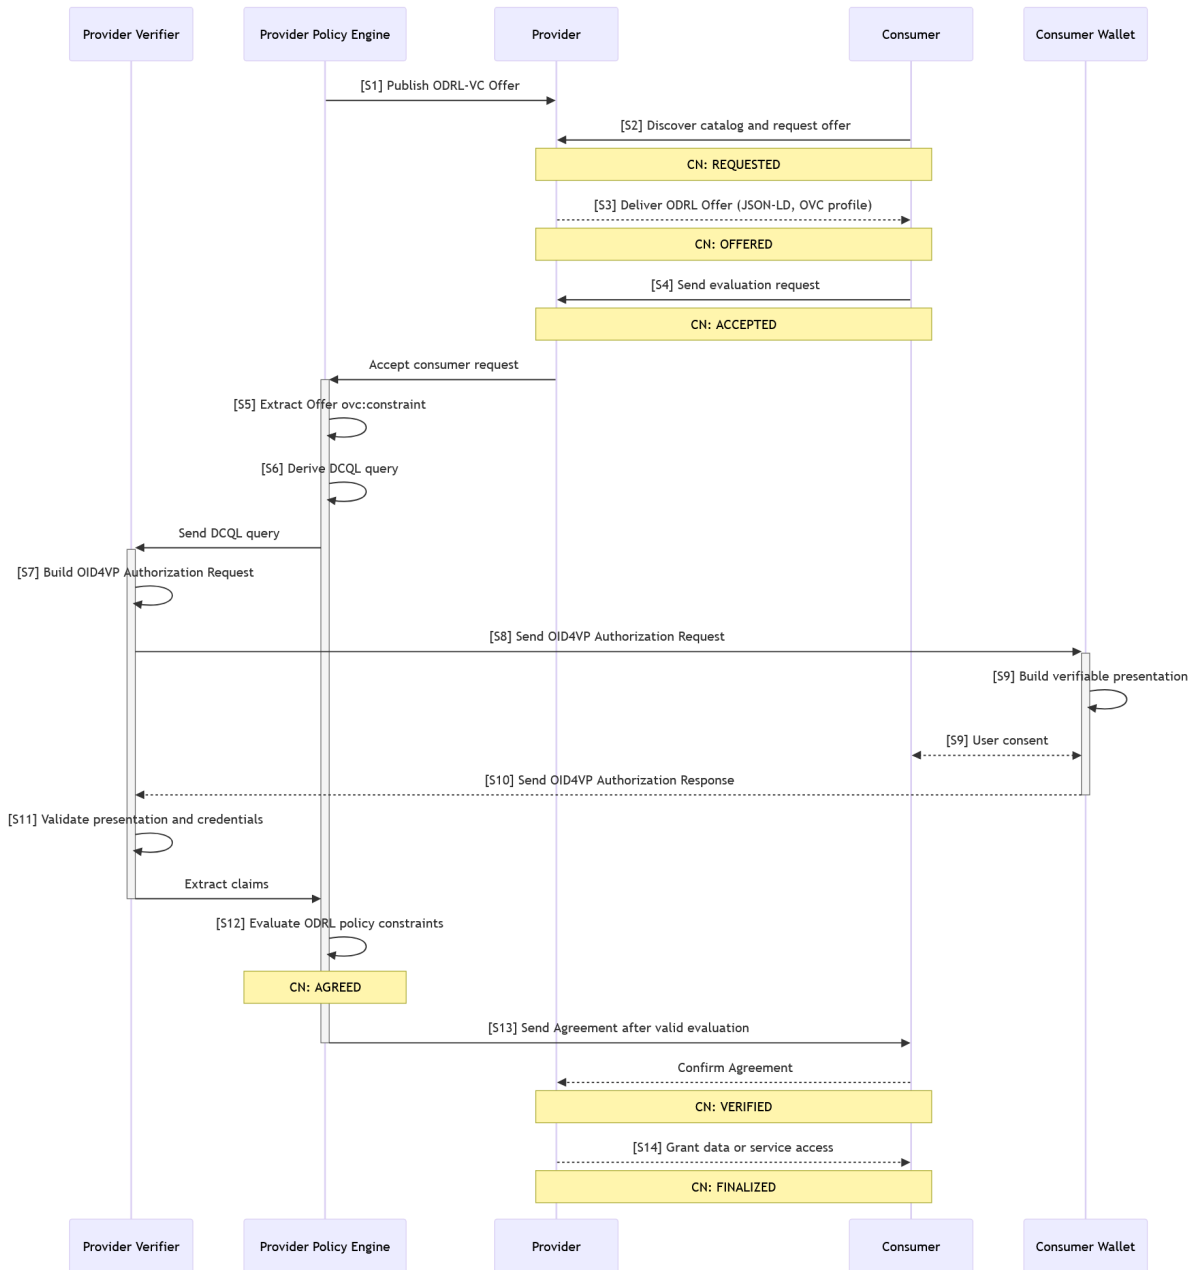 Provider Verifier
Provider Policy Engine
Provider
Consumer
Consumer Wallet
[S1] Publish ODRL-VC Offer
[S2] Discover catalog and request offer
CN: REQUESTED
[S3] Deliver ODRL Offer (JSON-LD, OVC profile)
CN: OFFERED
[S4] Send evaluation request
CN: ACCEPTED
Accept consumer request
[S5] Extract Offer ovc:constraint
[S6] Derive DCQL query
Send DCQL query
[S7] Build OID4VP Authorization Request
[S8] Send OID4VP Authorization Request
[S9] Build verifiable presentation
[S9] User consent
[S10] Send OID4VP Authorization Response
[S11] Validate presentation and credentials
Extract claims
[S12] Evaluate ODRL policy constraints
CN: AGREED
[S13] Send Agreement after valid evaluation
Confirm Agreement
CN: VERIFIED
[S14] Grant data or service access
CN: FINALIZED
Provider Verifier
Provider Policy Engine
Provider
Consumer
Consumer Wallet